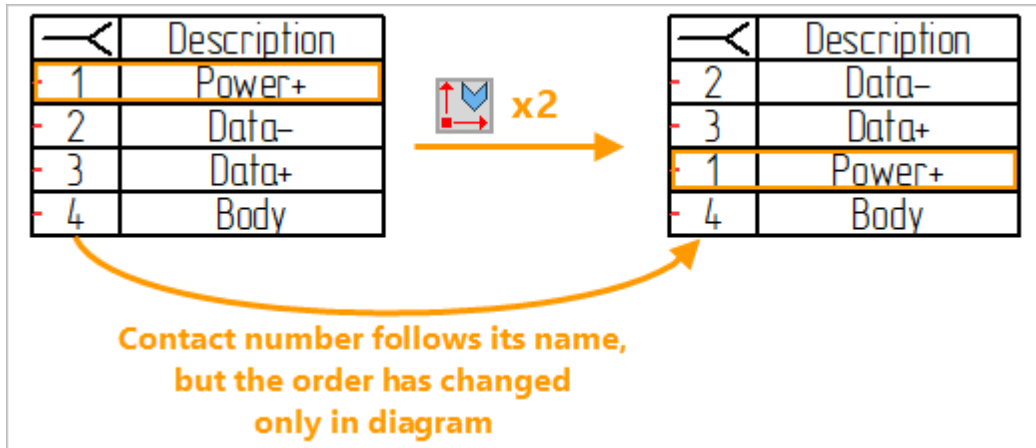 Description
1 Power+
2 Data-
3 Data+
4 Body
x2
Description
2 Data-
3 Data+
1 Power+
4 Body
Contact number follows its name,
but the order has changed
only in diagram